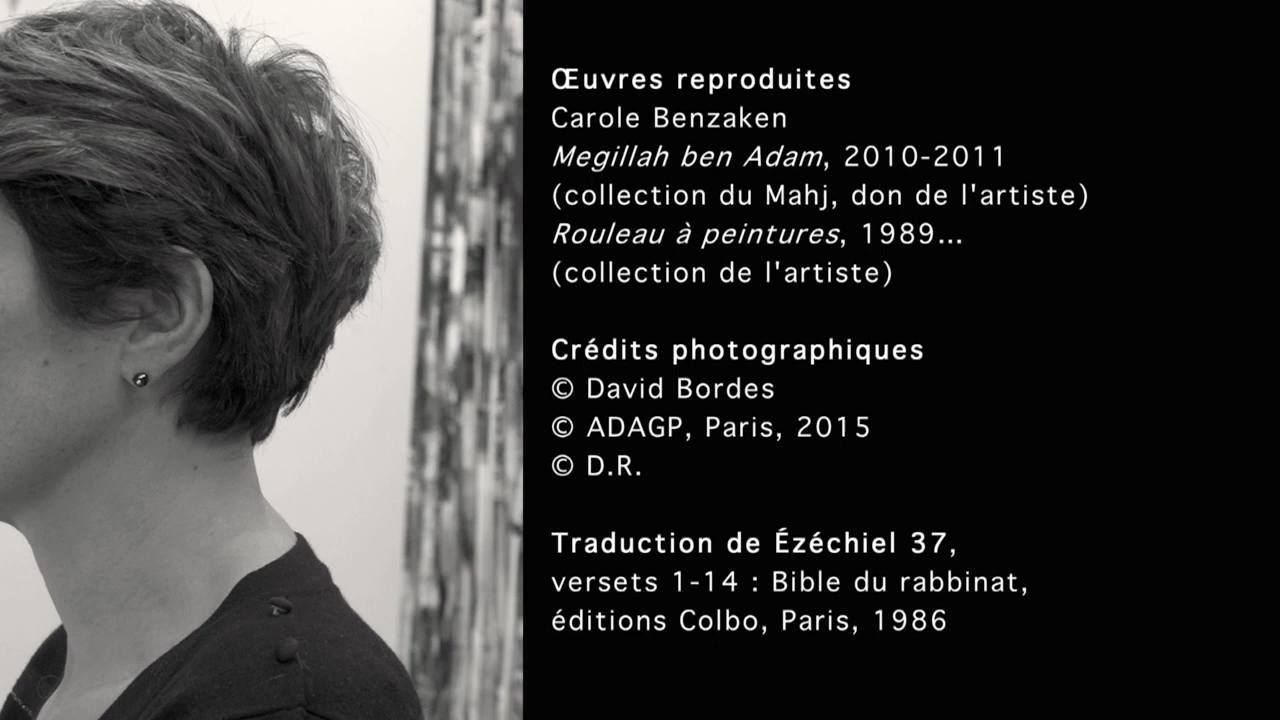 Œuvres reproduites
Carole Benzaken
Megillah ben Adam, 2010-2011
(collection du Mahj, don de l'artiste)
Rouleau à peintures, 1989...
(collection de l'artiste)
Crédits photographiques
© David Bordes
© ADAGP, Paris, 2015
© D.R.
Traduction de Ézéchiel 37,
versets 1-14 : Bible du rabbinat,
éditions Colbo, Paris, 1986